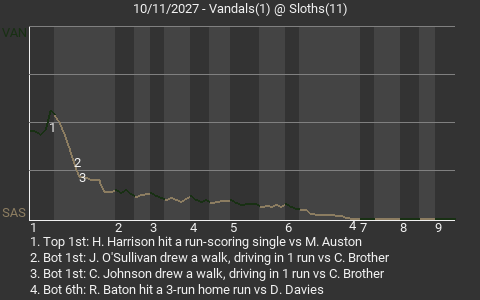 10/11/2027 - Vandals(1) @ Sloths(11)
VAN
1
2
3
SAS
4
1 2 3 4 5 6 7 8 9
1. Top 1st: H. Harrison hit a run-scoring single vs M. Auston
2. Bot 1st: J. O'Sullivan drew a walk, driving in 1 run vs C. Brother
3. Bot 1st: C. Johnson drew a walk, driving in 1 run vs C. Brother
4. Bot 6th: R. Baton hit a 3-run home run vs D. Davies